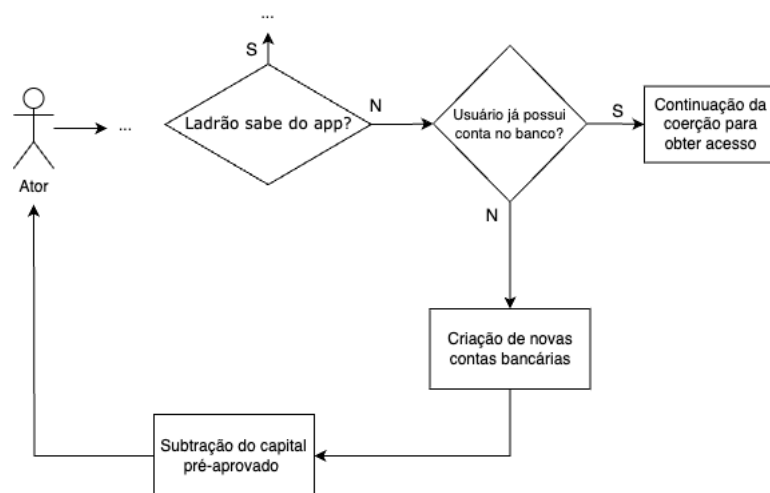 ...
S
Ladrão sabe do app?
N
Usuário já possui
conta no banco?
S
Continuação da
coerção para
obter acesso
...
Ator
N
Criação de novas
contas bancárias
Subtração do capital
pré-aprovado